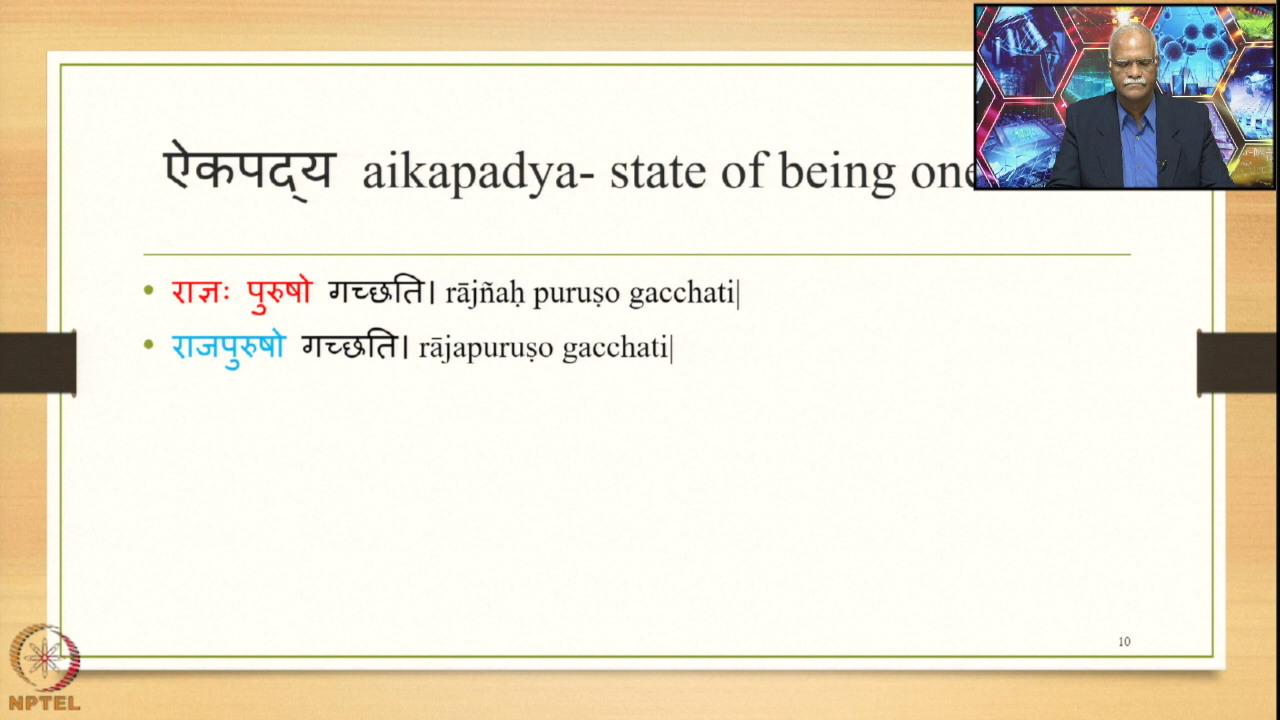 ऐकपद्य aikapadya- state of being one
• राज्ञः पुरुषो गच्छति। rājñaḥ puruṣo gacchati|
• राजपुरुषो गच्छति। rājapuruṣo gacchati|
10
NPTEL